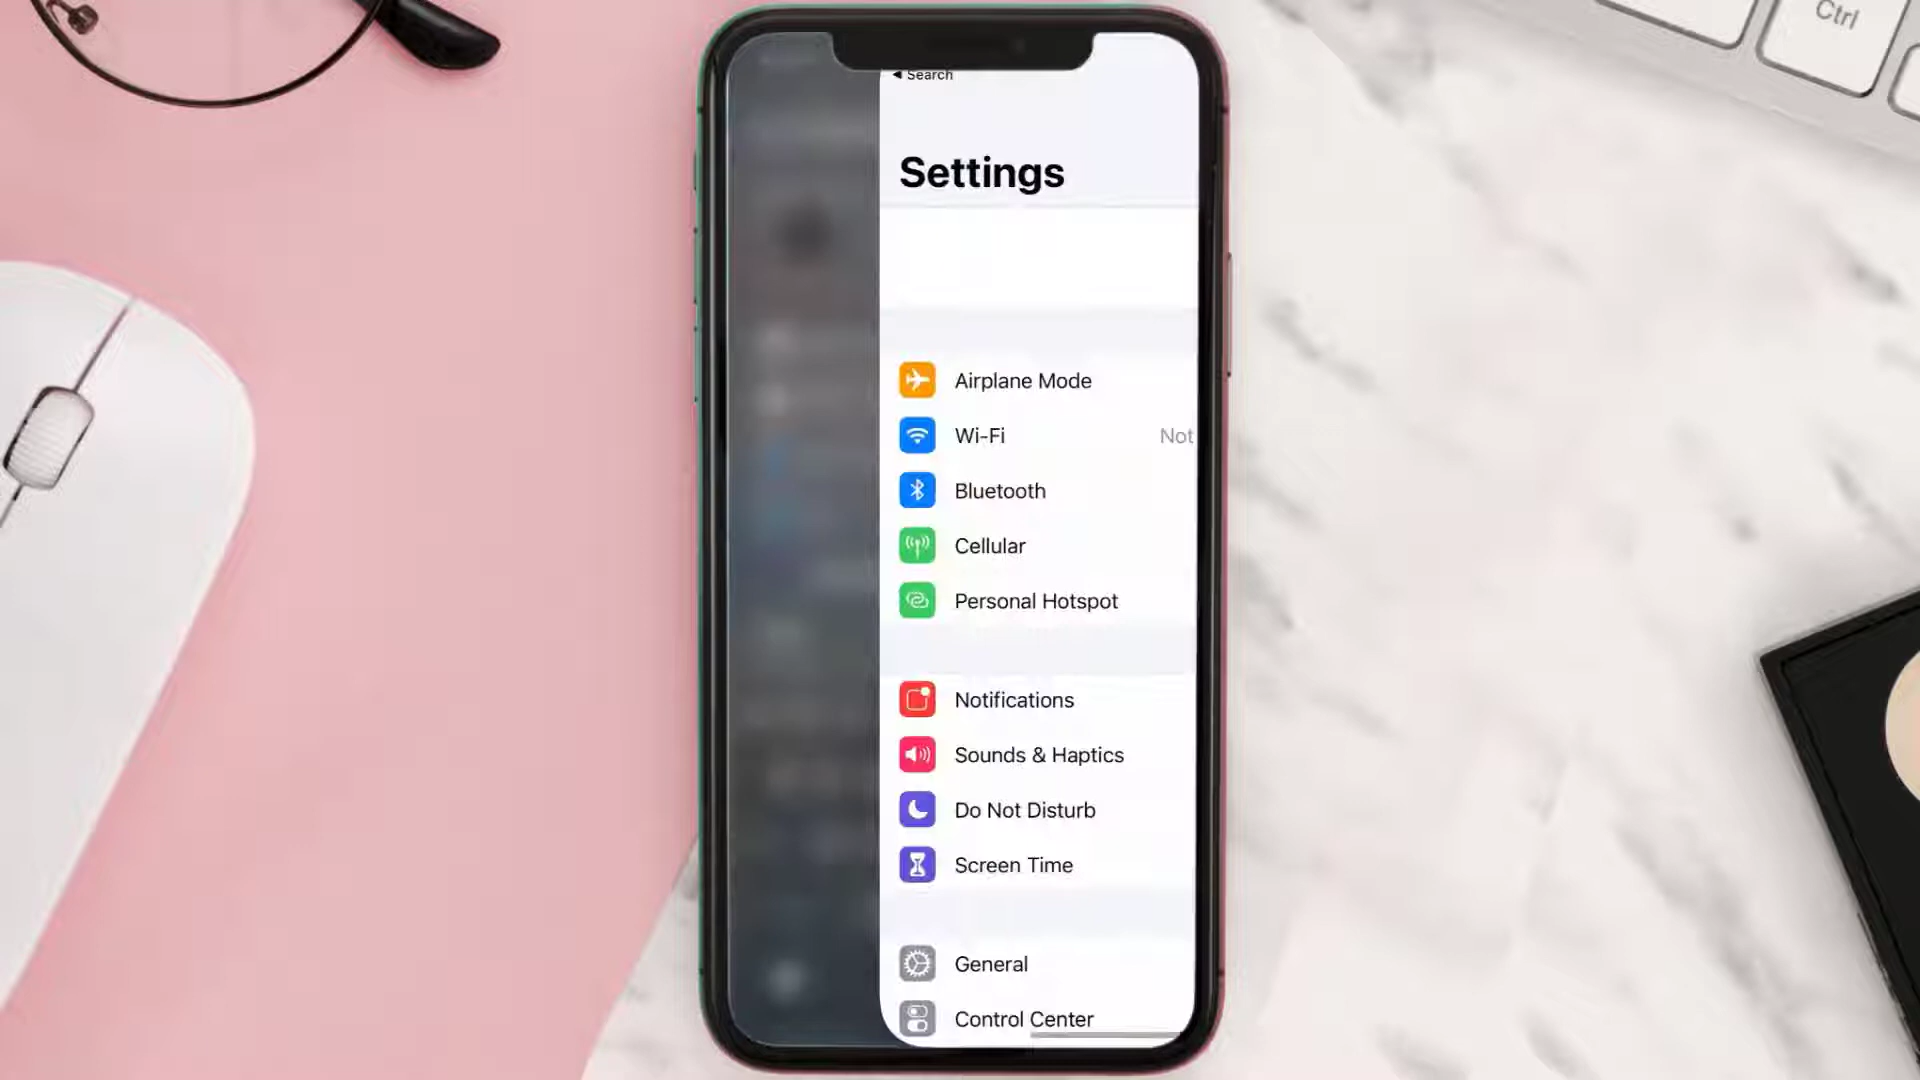 Ctrl
◀ Search
Settings
Airplane Mode
Wi-Fi Not
Bluetooth
Cellular
Personal Hotspot
Notifications
Sounds & Haptics
Do Not Disturb
Screen Time
General
Control Center